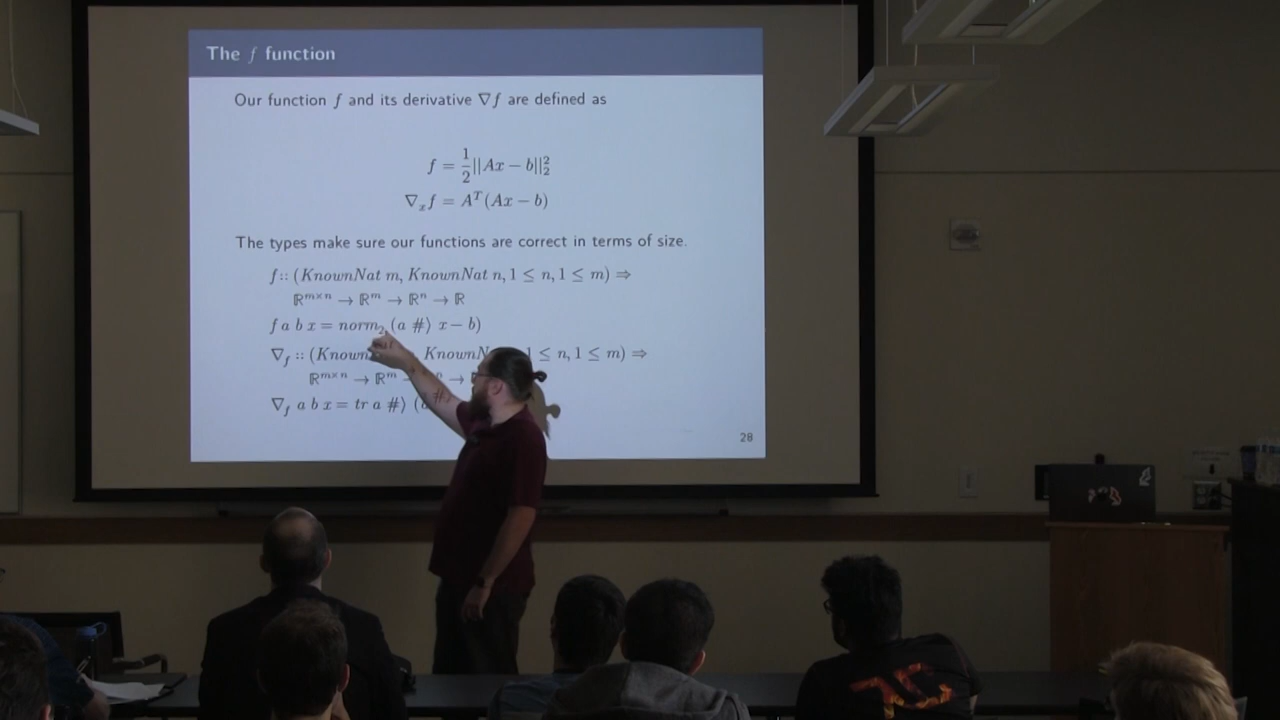 The f function
Our function f and its derivative ∇f are defined as
f = 1/2 ||Ax − b||₂²
∇ₓf = Aᵀ(Ax − b)
The types make sure our functions are correct in terms of size.
f :: (KnownNat m, KnownNat n, 1 ≤ n, 1 ≤ m) ⇒
ℝᵐˣⁿ → ℝᵐ → ℝⁿ → ℝ
f a b x = norm₂ (a #⟩ x − b)
∇f :: (Known KnownN ≤ n, 1 ≤ m) ⇒
ℝᵐˣⁿ → ℝᵐ → ⁿ →
∇f a b x = tr a #⟩ (a #⟩
28